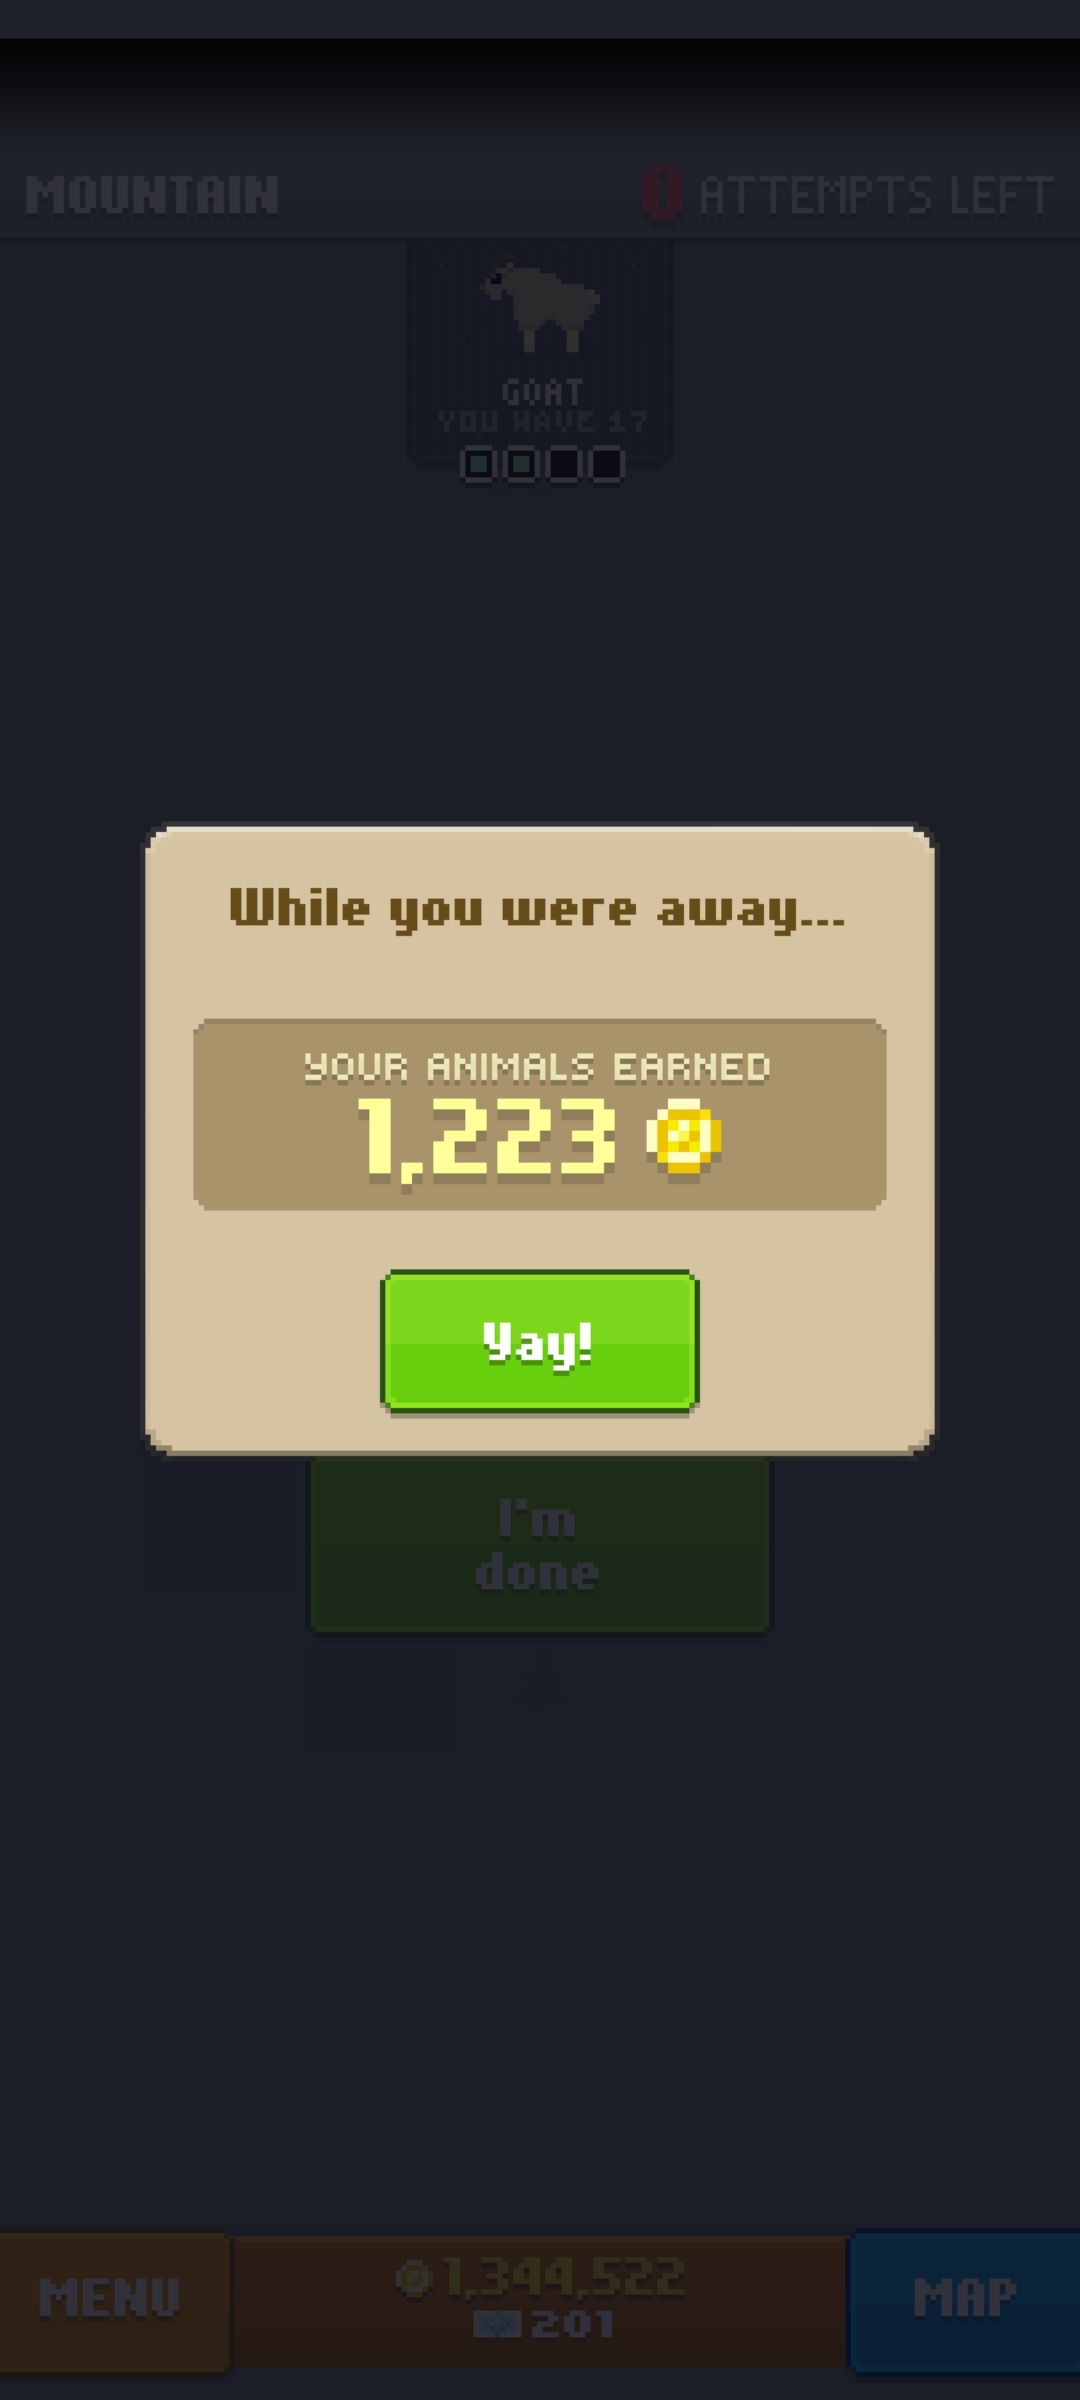 MOUNTAIN
0 ATTEMPTS LEFT
GOAT
YOU HAVE 17
While you were away...
YOUR ANIMALS EARNED
1,223
Yay!
I'm
done
MENU
1,344,522
201
MAP